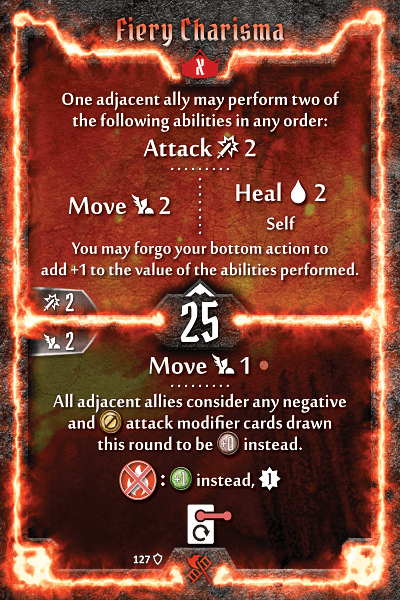 Fiery Charisma
X
One adjacent ally may perform two of
the following abilities in any order:
Attack 2
Move 2
Heal 2
Self
You may forgo your bottom action to
add +1 to the value of the abilities performed.
2
25
2
Move 1
All adjacent allies consider any negative
and attack modifier cards drawn
this round to be +0 instead.
: +1 instead,
127